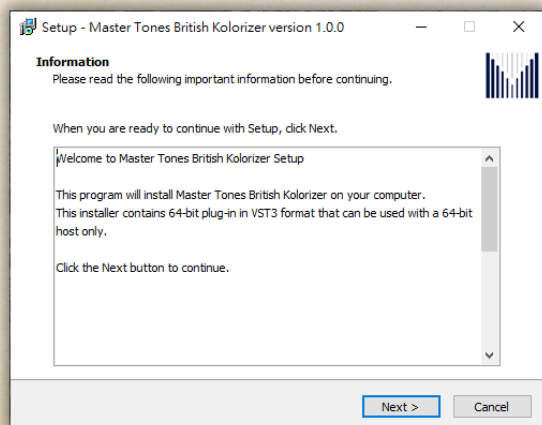 Setup - Master Tones British Kolorizer version 1.0.0
Information
Please read the following important information before continuing.
When you are ready to continue with Setup, click Next.
Welcome to Master Tones British Kolorizer Setup
This program will install Master Tones British Kolorizer on your computer.
This installer contains 64-bit plug-in in VST3 format that can be used with a 64-bit
host only.
Click the Next button to continue.
Next >
Cancel